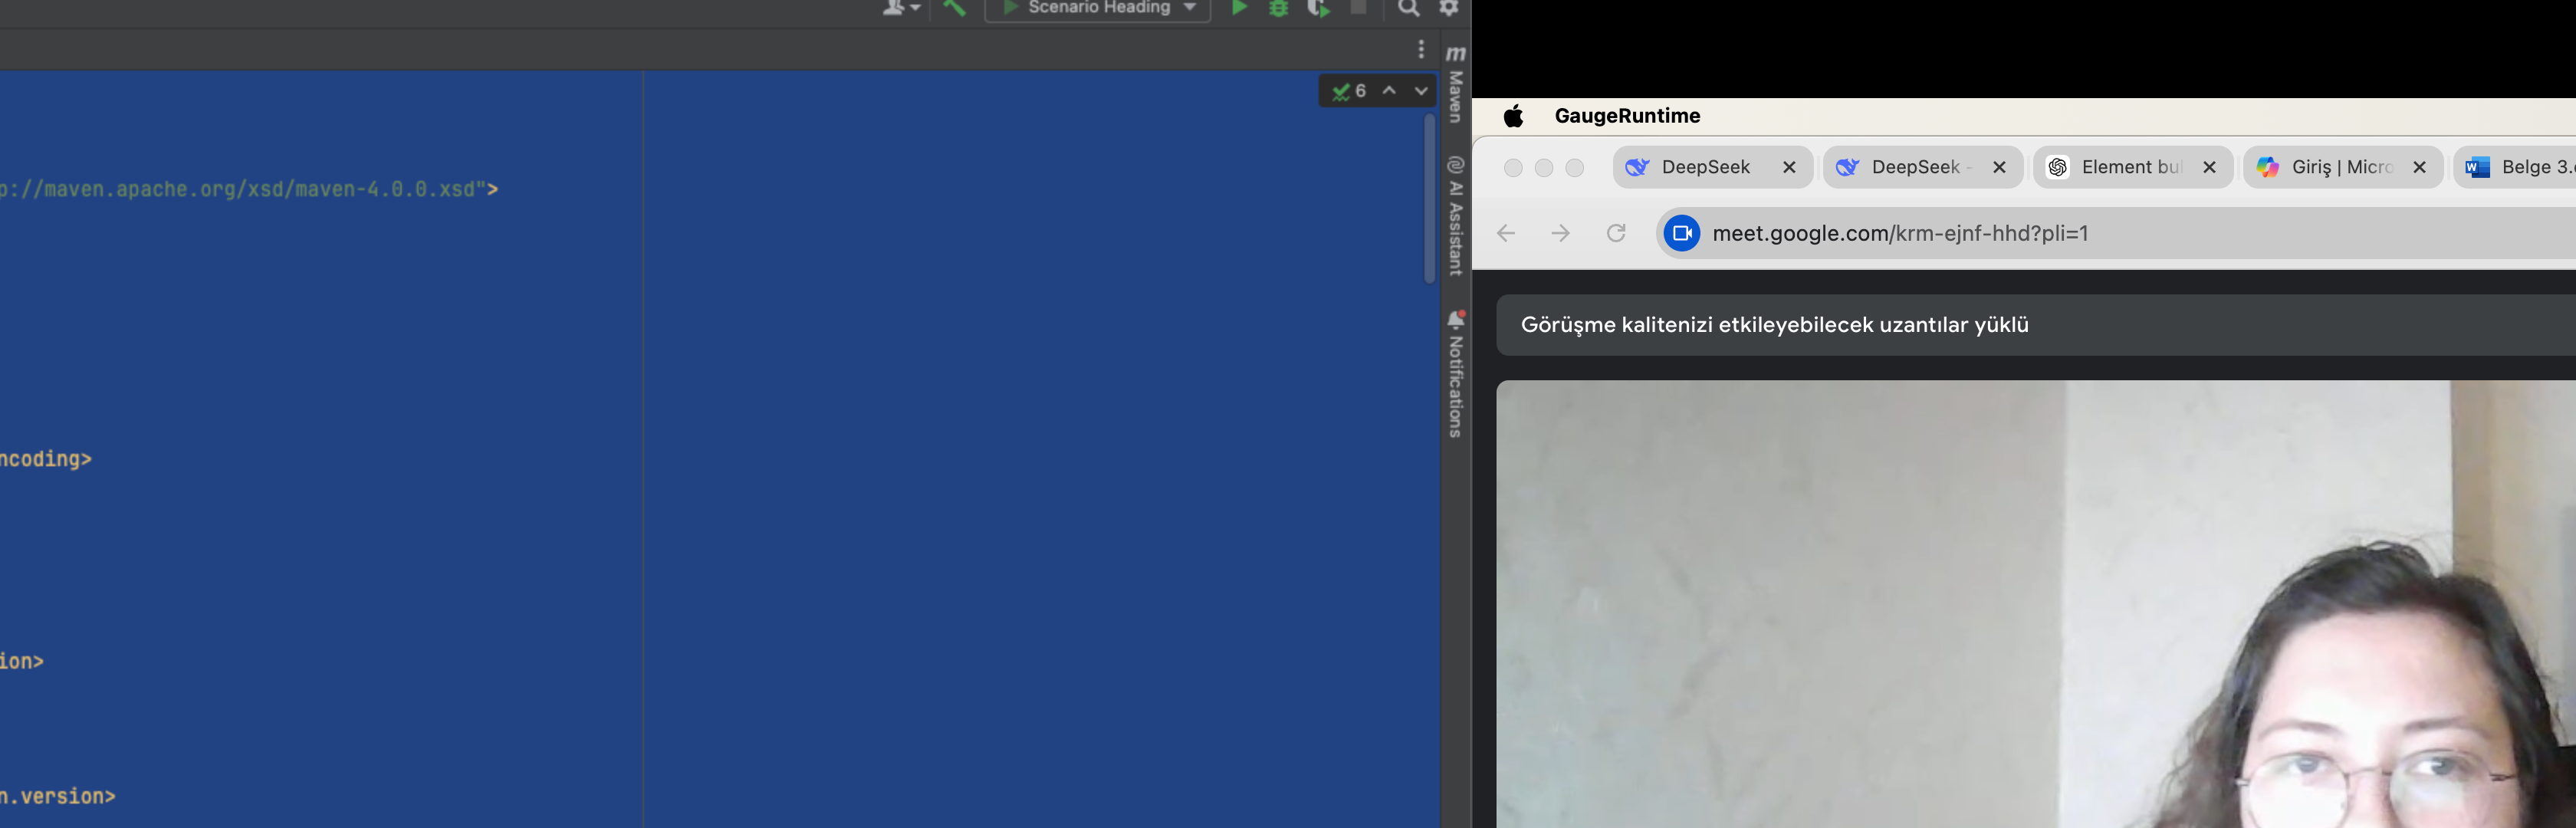 Scenario Heading
6
p://maven.apache.org/xsd/maven-4.0.0.xsd">
ncoding>
ion>
n.version>
m Maven
AI Assistant
Notifications
GaugeRuntime
DeepSeek
DeepSeek -
Element bul
Giriş | Micro
Belge 3.
meet.google.com/krm-ejnf-hhd?pli=1
Görüşme kalitenizi etkileyebilecek uzantılar yüklü